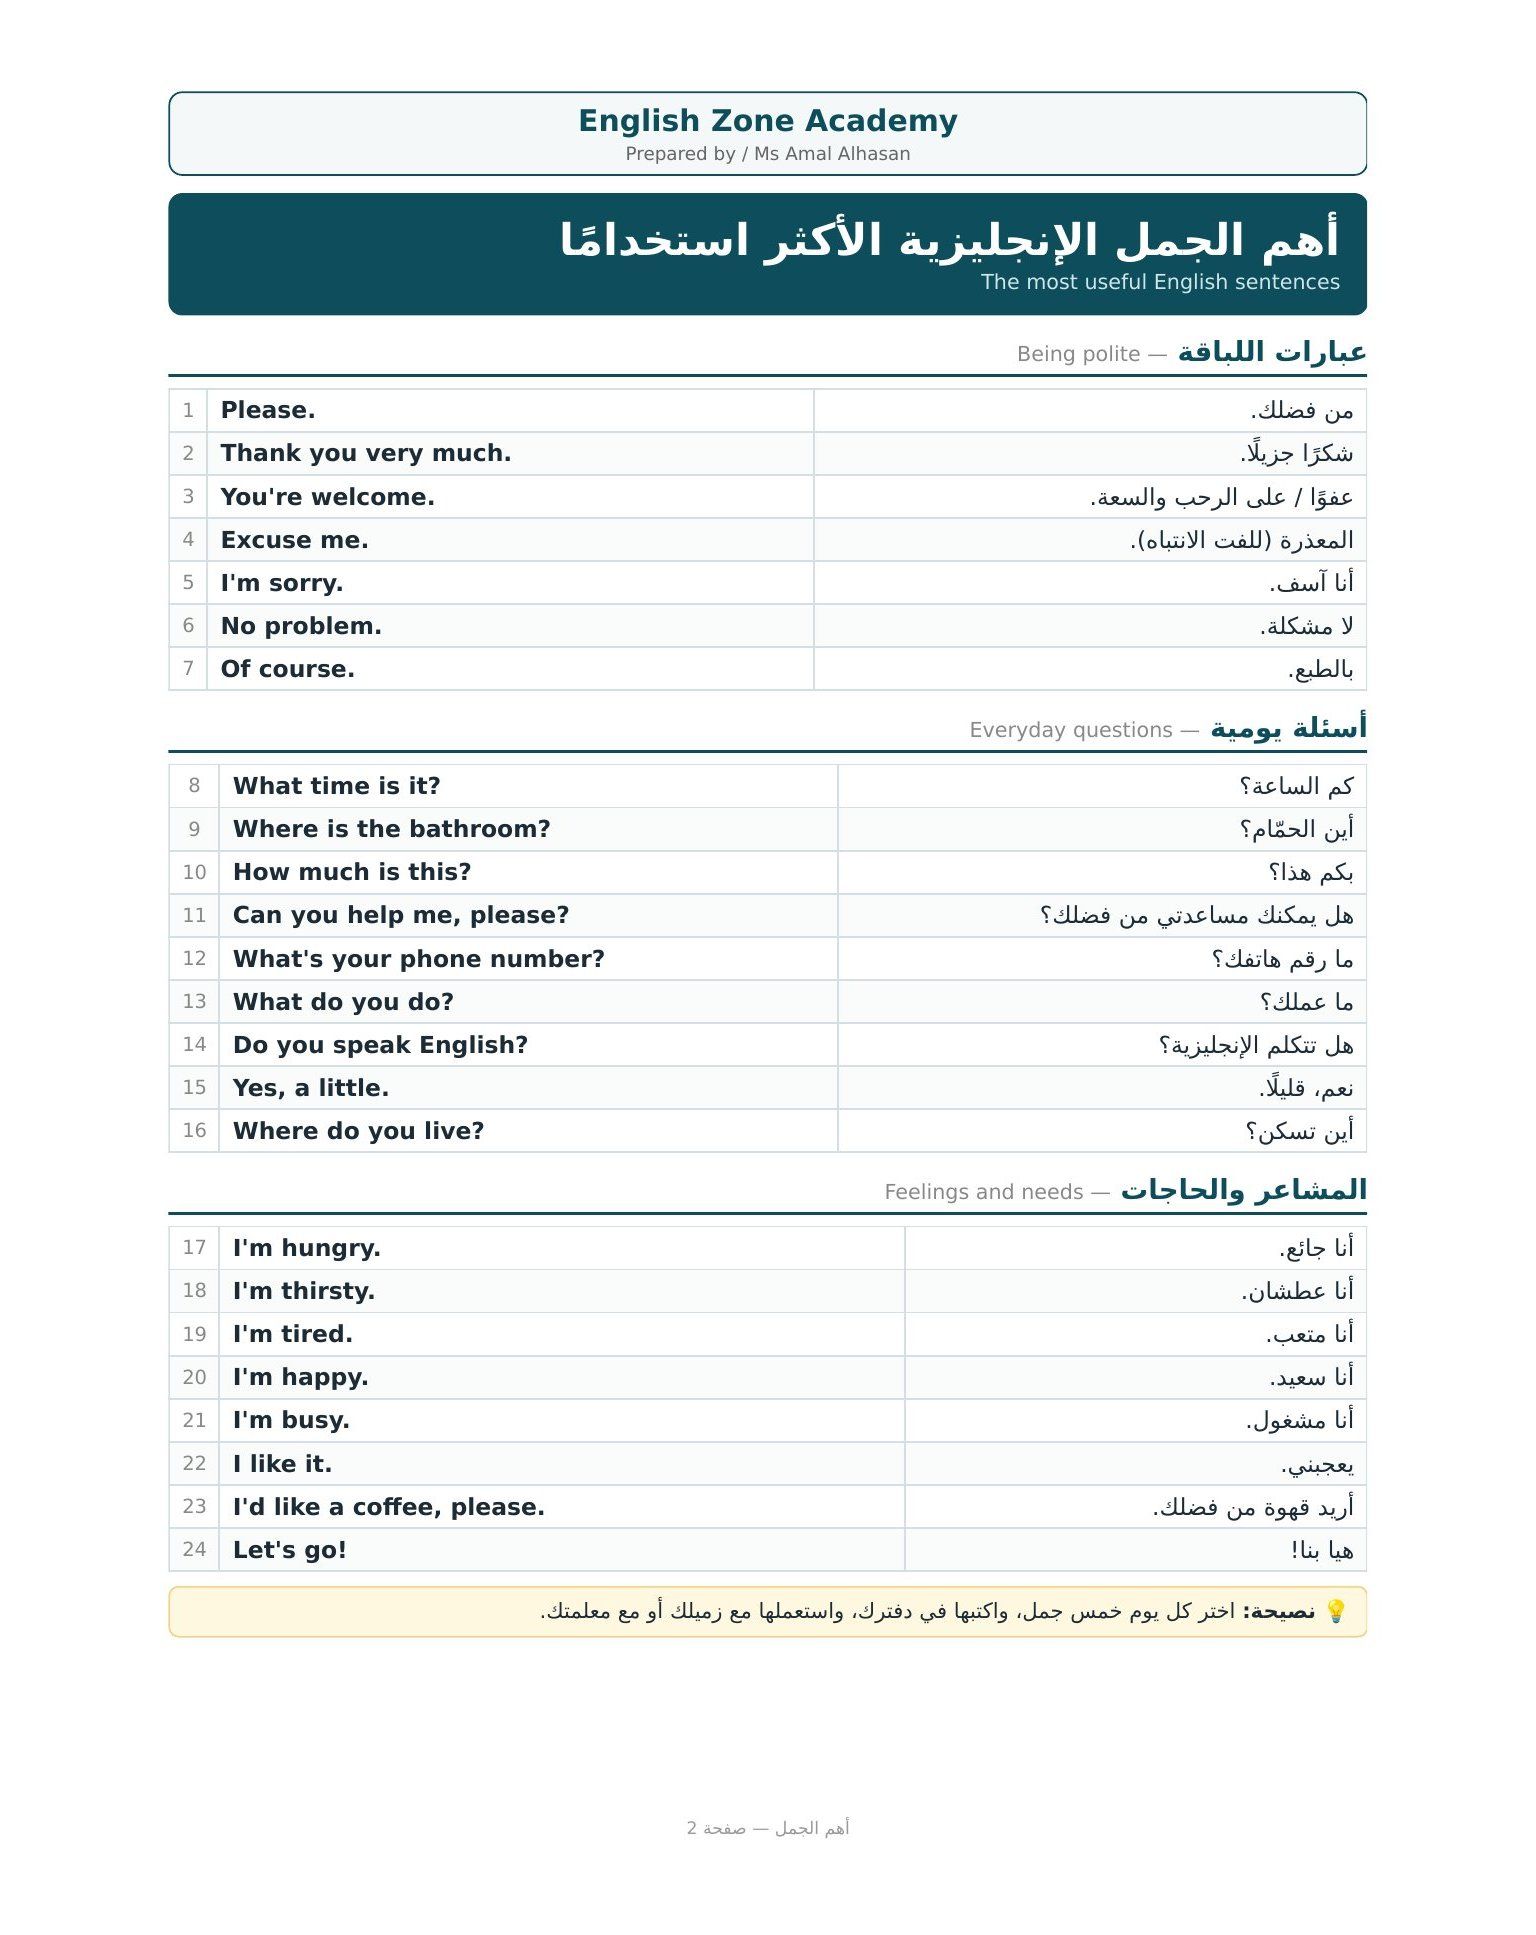 English Zone Academy
Prepared by / Ms Amal Alhasan
أهم الجمل الإنجليزية الأكثر استخدامًا
The most useful English sentences
عبارات اللباقة — Being polite
1 Please. من فضلك.
2 Thank you very much. شكرًا جزيلًا.
3 You're welcome. عفوًا / على الرحب والسعة.
4 Excuse me. المعذرة (للفت الانتباه).
5 I'm sorry. أنا آسف.
6 No problem. لا مشكلة.
7 Of course. بالطبع.
أسئلة يومية — Everyday questions
8 What time is it? كم الساعة؟
9 Where is the bathroom? أين الحمّام؟
10 How much is this? بكم هذا؟
11 Can you help me, please? هل يمكنك مساعدتي من فضلك؟
12 What's your phone number? ما رقم هاتفك؟
13 What do you do? ما عملك؟
14 Do you speak English? هل تتكلم الإنجليزية؟
15 Yes, a little. نعم، قليلًا.
16 Where do you live? أين تسكن؟
المشاعر والحاجات — Feelings and needs
17 I'm hungry. أنا جائع.
18 I'm thirsty. أنا عطشان.
19 I'm tired. أنا متعب.
20 I'm happy. أنا سعيد.
21 I'm busy. أنا مشغول.
22 I like it. يعجبني.
23 I'd like a coffee, please. أريد قهوة من فضلك.
24 Let's go! هيا بنا!
💡 نصيحة: اختر كل يوم خمس جمل، واكتبها في دفترك، واستعملها مع زميلك أو مع معلمتك.
أهم الجمل — صفحة 2